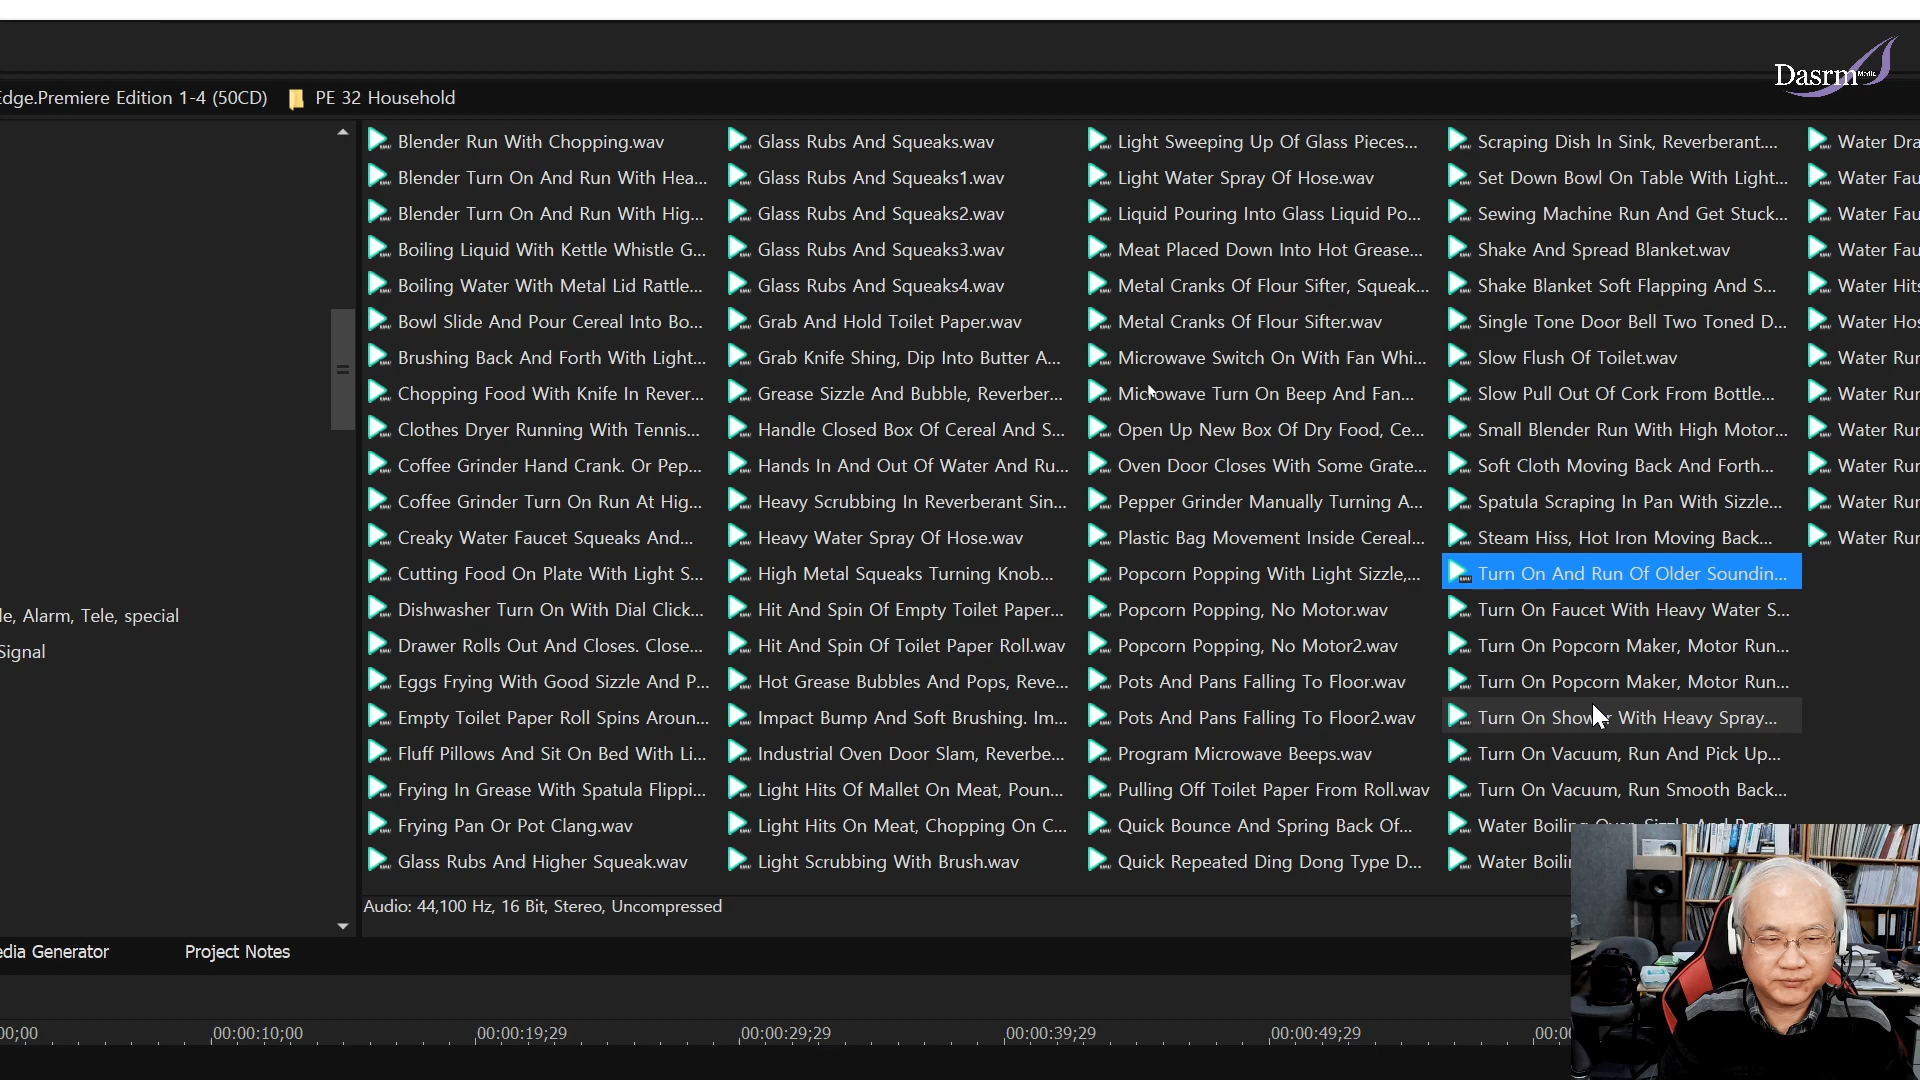 Dasrm Media
Edge.Premiere Edition 1-4 (50CD) PE 32 Household
Blender Run With Chopping.wav
Blender Turn On And Run With Hea...
Blender Turn On And Run With Hig...
Boiling Liquid With Kettle Whistle G...
Boiling Water With Metal Lid Rattle...
Bowl Slide And Pour Cereal Into Bo...
Brushing Back And Forth With Light...
Chopping Food With Knife In Rever...
Clothes Dryer Running With Tennis...
Coffee Grinder Hand Crank. Or Pep...
Coffee Grinder Turn On Run At Hig...
Creaky Water Faucet Squeaks And...
Cutting Food On Plate With Light S...
Dishwasher Turn On With Dial Click...
Drawer Rolls Out And Closes. Close...
Eggs Frying With Good Sizzle And P...
Empty Toilet Paper Roll Spins Aroun...
Fluff Pillows And Sit On Bed With Li...
Frying In Grease With Spatula Flippi...
Frying Pan Or Pot Clang.wav
Glass Rubs And Higher Squeak.wav
Glass Rubs And Squeaks.wav
Glass Rubs And Squeaks1.wav
Glass Rubs And Squeaks2.wav
Glass Rubs And Squeaks3.wav
Glass Rubs And Squeaks4.wav
Grab And Hold Toilet Paper.wav
Grab Knife Shing, Dip Into Butter A...
Grease Sizzle And Bubble, Reverber...
Handle Closed Box Of Cereal And S...
Hands In And Out Of Water And Ru...
Heavy Scrubbing In Reverberant Sin...
Heavy Water Spray Of Hose.wav
High Metal Squeaks Turning Knob...
Hit And Spin Of Empty Toilet Paper...
Hit And Spin Of Toilet Paper Roll.wav
Hot Grease Bubbles And Pops, Reve...
Impact Bump And Soft Brushing. Im...
Industrial Oven Door Slam, Reverbe...
Light Hits Of Mallet On Meat, Poun...
Light Hits On Meat, Chopping On C...
Light Scrubbing With Brush.wav
Light Sweeping Up Of Glass Pieces...
Light Water Spray Of Hose.wav
Liquid Pouring Into Glass Liquid Po...
Meat Placed Down Into Hot Grease...
Metal Cranks Of Flour Sifter, Squeak...
Metal Cranks Of Flour Sifter.wav
Microwave Switch On With Fan Whi...
Microwave Turn On Beep And Fan...
Open Up New Box Of Dry Food, Ce...
Oven Door Closes With Some Grate...
Pepper Grinder Manually Turning A...
Plastic Bag Movement Inside Cereal...
Popcorn Popping With Light Sizzle,...
Popcorn Popping, No Motor.wav
Popcorn Popping, No Motor2.wav
Pots And Pans Falling To Floor.wav
Pots And Pans Falling To Floor2.wav
Program Microwave Beeps.wav
Pulling Off Toilet Paper From Roll.wav
Quick Bounce And Spring Back Of...
Quick Repeated Ding Dong Type D...
Scraping Dish In Sink, Reverberant....
Set Down Bowl On Table With Light...
Sewing Machine Run And Get Stuck...
Shake And Spread Blanket.wav
Shake Blanket Soft Flapping And S...
Single Tone Door Bell Two Toned D...
Slow Flush Of Toilet.wav
Slow Pull Out Of Cork From Bottle...
Small Blender Run With High Motor...
Soft Cloth Moving Back And Forth...
Spatula Scraping In Pan With Sizzle...
Steam Hiss, Hot Iron Moving Back...
Turn On And Run Of Older Soundin...
Turn On Faucet With Heavy Water S...
Turn On Popcorn Maker, Motor Run...
Turn On Popcorn Maker, Motor Run...
Turn On Shower With Heavy Spray...
Turn On Vacuum, Run And Pick Up...
Turn On Vacuum, Run Smooth Back...
Water Boiling Over, Sizzle And Pops...
Water Boilin
Water Dra
Water Fau
Water Fau
Water Fau
Water Hits
Water Hos
Water Run
Water Run
Water Run
Water Run
Water Run
Water Run
le, Alarm, Tele, special
Signal
Audio: 44,100 Hz, 16 Bit, Stereo, Uncompressed
edia Generator Project Notes
00;00 00:00:10;00 00:00:19;29 00:00:29;29 00:00:39;29 00:00:49;29 00:00